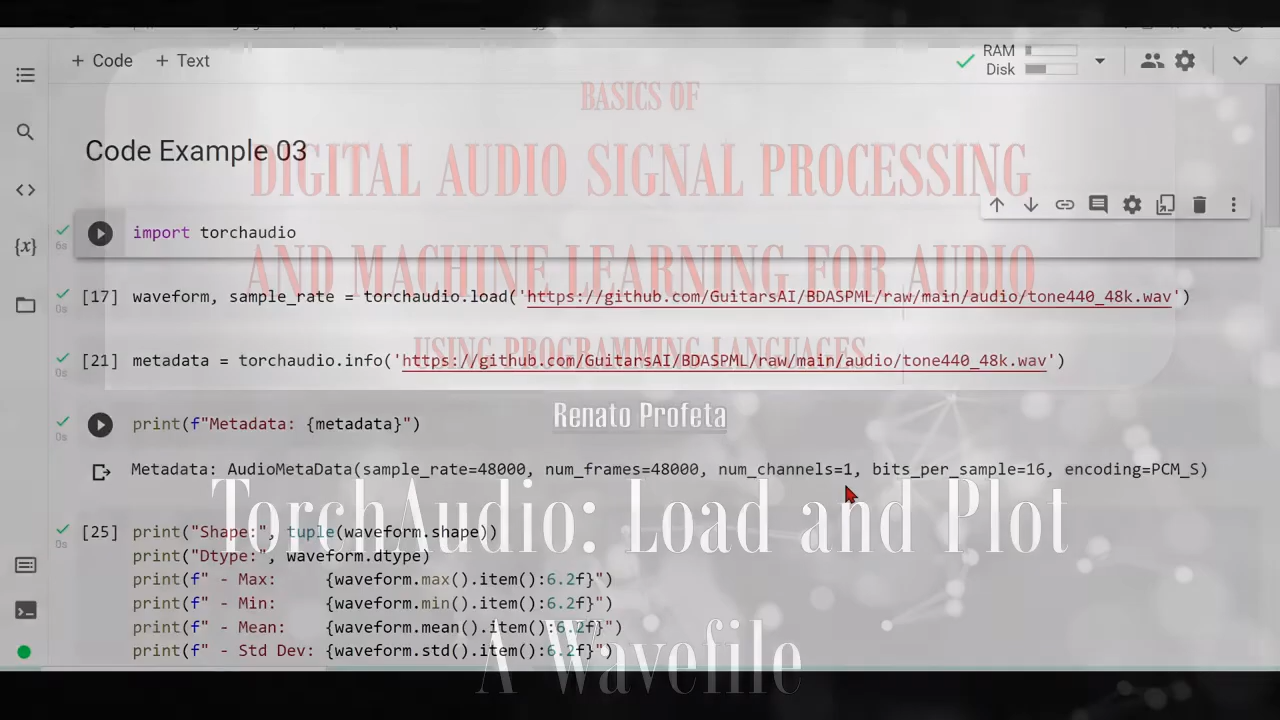 + Code + Text
RAM
Disk
BASICS OF
Code Example 03
DIGITAL AUDIO SIGNAL PROCESSING
6s
import torchaudio
AND MACHINE LEARNING FOR AUDIO
0s
[17] waveform, sample_rate = torchaudio.load('https://github.com/GuitarsAI/BDASPML/raw/main/audio/tone440_48k.wav')
USING PROGRAMMING LANGUAGES
0s
[21] metadata = torchaudio.info('https://github.com/GuitarsAI/BDASPML/raw/main/audio/tone440_48k.wav')
Renato Profeta
0s
print(f"Metadata: {metadata}")
Metadata: AudioMetaData(sample_rate=48000, num_frames=48000, num_channels=1, bits_per_sample=16, encoding=PCM_S)
TorchAudio: Load and Plot
0s
[25] print("Shape:", tuple(waveform.shape))
print("Dtype:", waveform.dtype)
print(f" - Max:     {waveform.max().item():6.2f}")
print(f" - Min:     {waveform.min().item():6.2f}")
print(f" - Mean:    {waveform.mean().item():6.2f}")
print(f" - Std Dev: {waveform.std().item():6.2f}")
A Wavefile